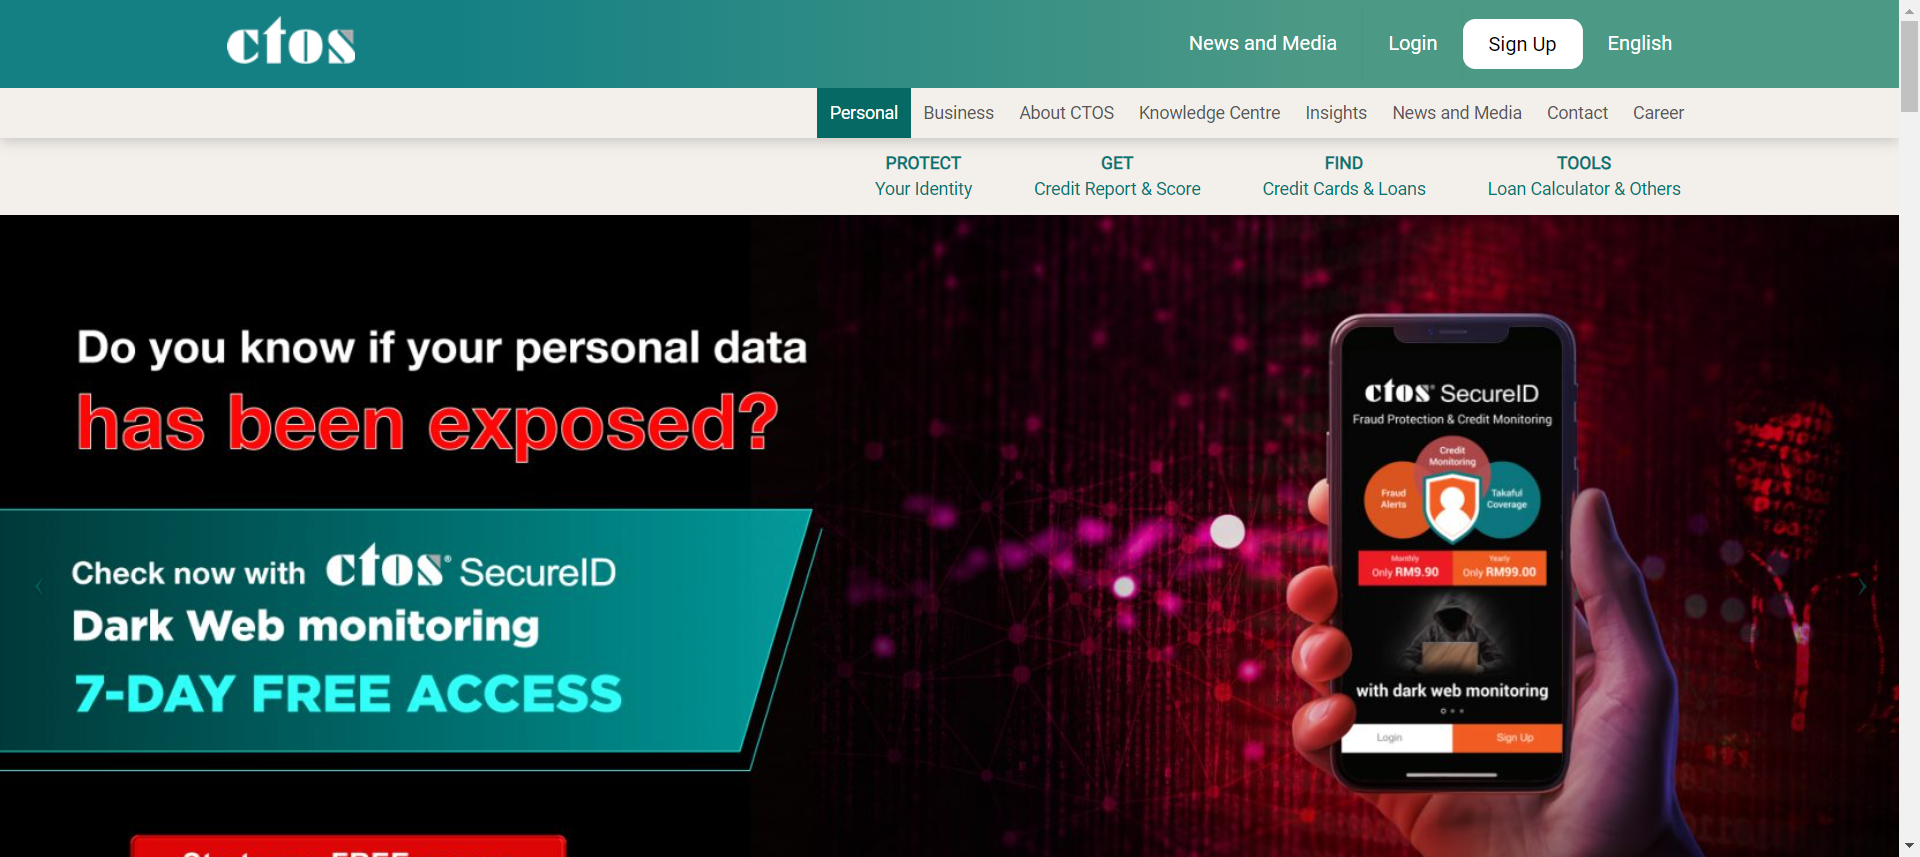 ctos
News and Media
Login
Sign Up
English
Personal
Business
About CTOS
Knowledge Centre
Insights
News and Media
Contact
Career
PROTECT
Your Identity
GET
Credit Report & Score
FIND
Credit Cards & Loans
TOOLS
Loan Calculator & Others
Do you know if your personal data
has been exposed?
Check now with ctos® SecureID
Dark Web monitoring
7-DAY FREE ACCESS
ctos® SecureID
Fraud Protection & Credit Monitoring
Credit
Monitoring
Fraud
Alerts
Takaful
Coverage
Monthly
Only RM9.90
Yearly
Only RM99.00
with dark web monitoring
Login
Sign Up